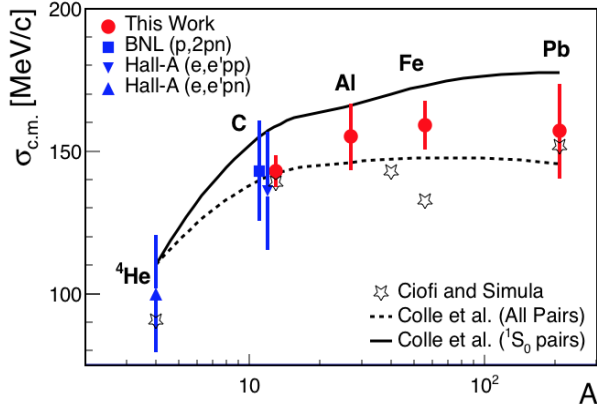 This Work
BNL (p,2pn)
Hall-A (e,e'pp)
Hall-A (e,e'pn)
σc.m. [MeV/c]
200
150
100
⁴He
C
Al
Fe
Pb
Ciofi and Simula
Colle et al. (All Pairs)
Colle et al. (¹S₀ pairs)
10
10²
A